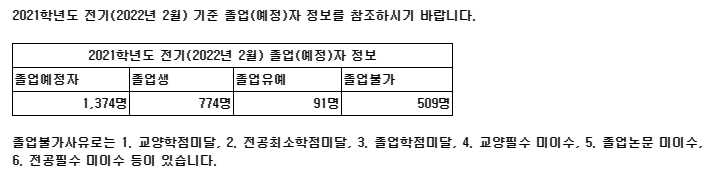 2021학년도 전기(2022년 2월) 기준 졸업(예정)자 정보를 참조하시기 바랍니다.
2021학년도 전기(2022년 2월) 졸업(예정)자 정보
졸업예정자 졸업생 졸업유예 졸업불가
1,374명 774명 91명 509명
졸업불가사유로는 1. 교양학점미달, 2. 전공최소학점미달, 3. 졸업학점미달, 4. 교양필수 미이수, 5. 졸업논문 미이수,
6. 전공필수 미이수 등이 있습니다.